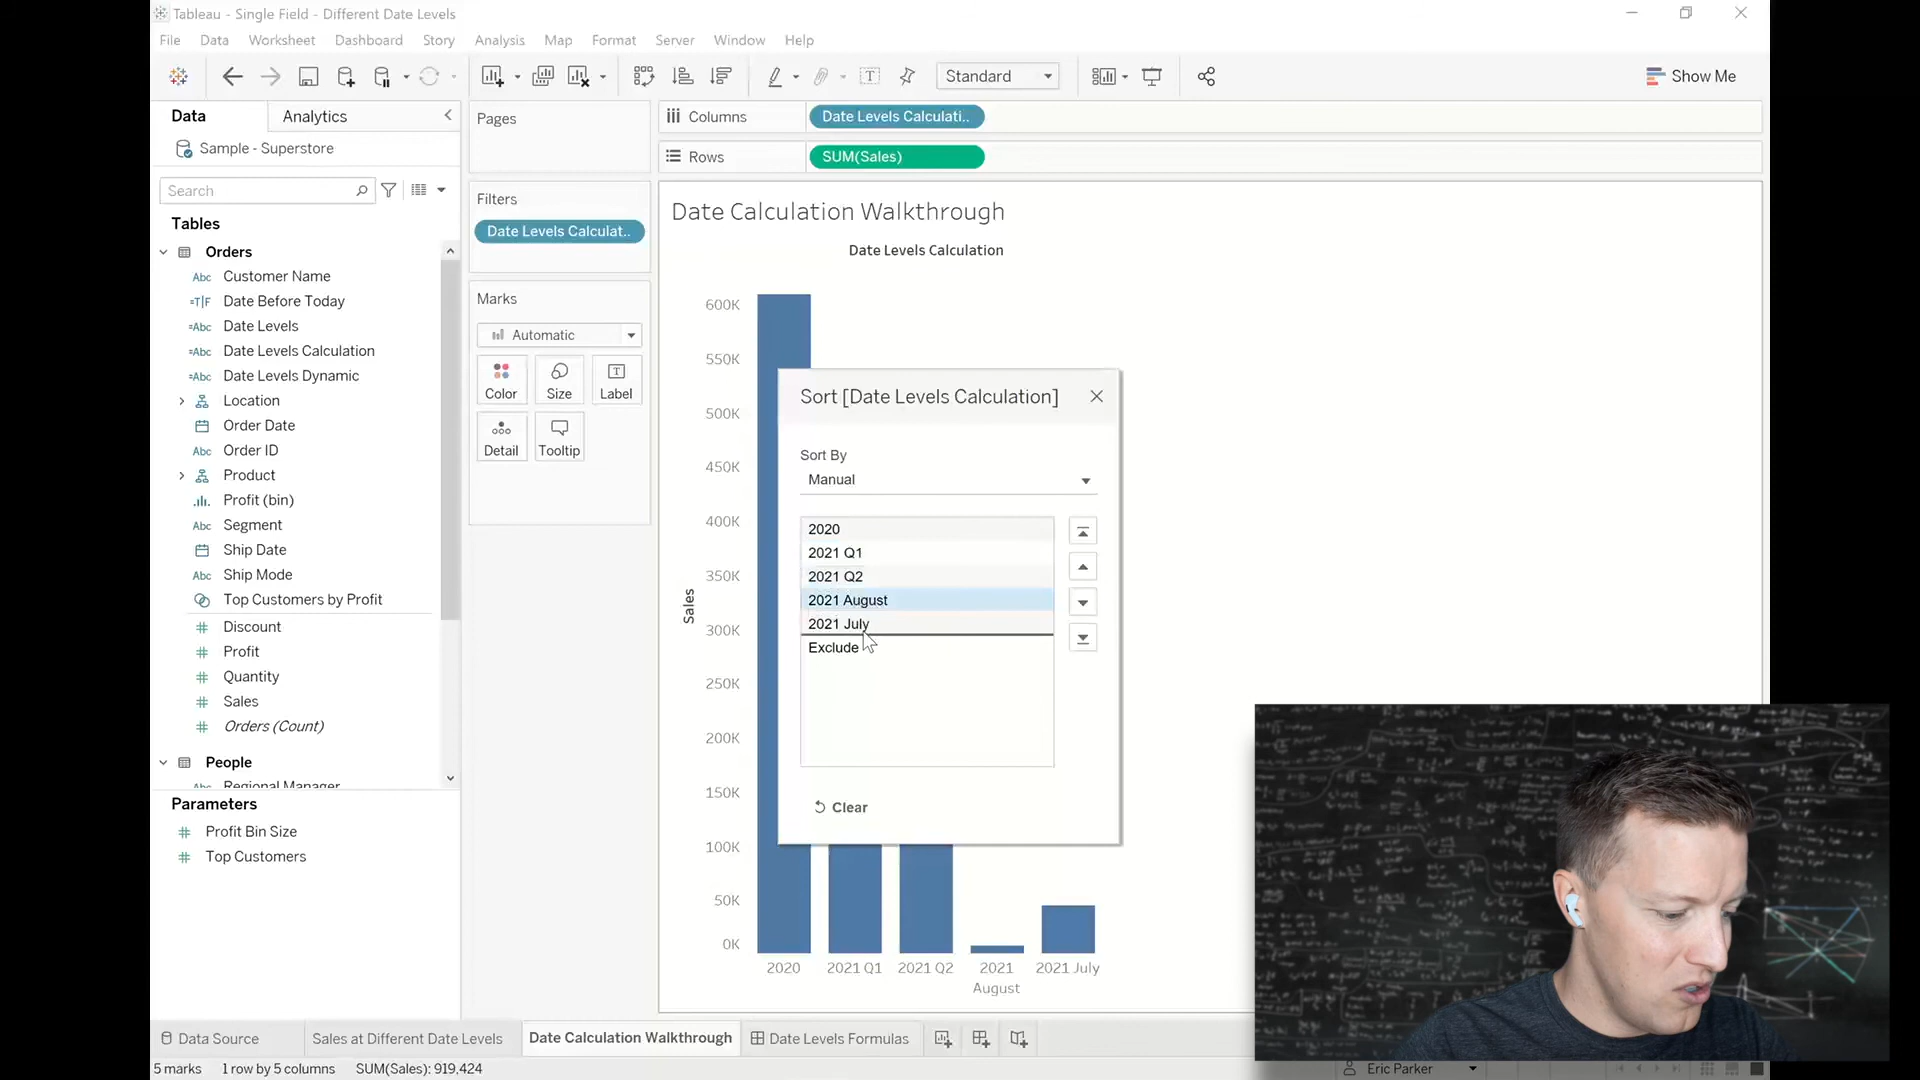 Tableau - Single Field - Different Date Levels
File Data Worksheet Dashboard Story Analysis Map Format Server Window Help
Standard
Show Me
Data
Analytics
Sample - Superstore
Search
Tables
Orders
Abc Customer Name
=T|F Date Before Today
=Abc Date Levels
=Abc Date Levels Calculation
=Abc Date Levels Dynamic
Location
Order Date
Abc Order ID
Product
Profit (bin)
Abc Segment
Ship Date
Abc Ship Mode
Top Customers by Profit
Discount
Profit
Quantity
Sales
Orders (Count)
People
Abc Regional Manager
Parameters
Profit Bin Size
Top Customers
Pages
Filters
Date Levels Calculat..
Marks
Automatic
Color
Size
Label
Detail
Tooltip
Columns
Date Levels Calculati..
Rows
SUM(Sales)
Date Calculation Walkthrough
Date Levels Calculation
Sales
600K
550K
500K
450K
400K
350K
300K
250K
200K
150K
100K
50K
0K
2020
2021 Q1
2021 Q2
2021 August
2021 July
Sort [Date Levels Calculation]
Sort By
Manual
2020
2021 Q1
2021 Q2
2021 August
2021 July
Exclude
Clear
Data Source
Sales at Different Date Levels
Date Calculation Walkthrough
Date Levels Formulas
5 marks
1 row by 5 columns
SUM(Sales): 919,424
Eric Parker